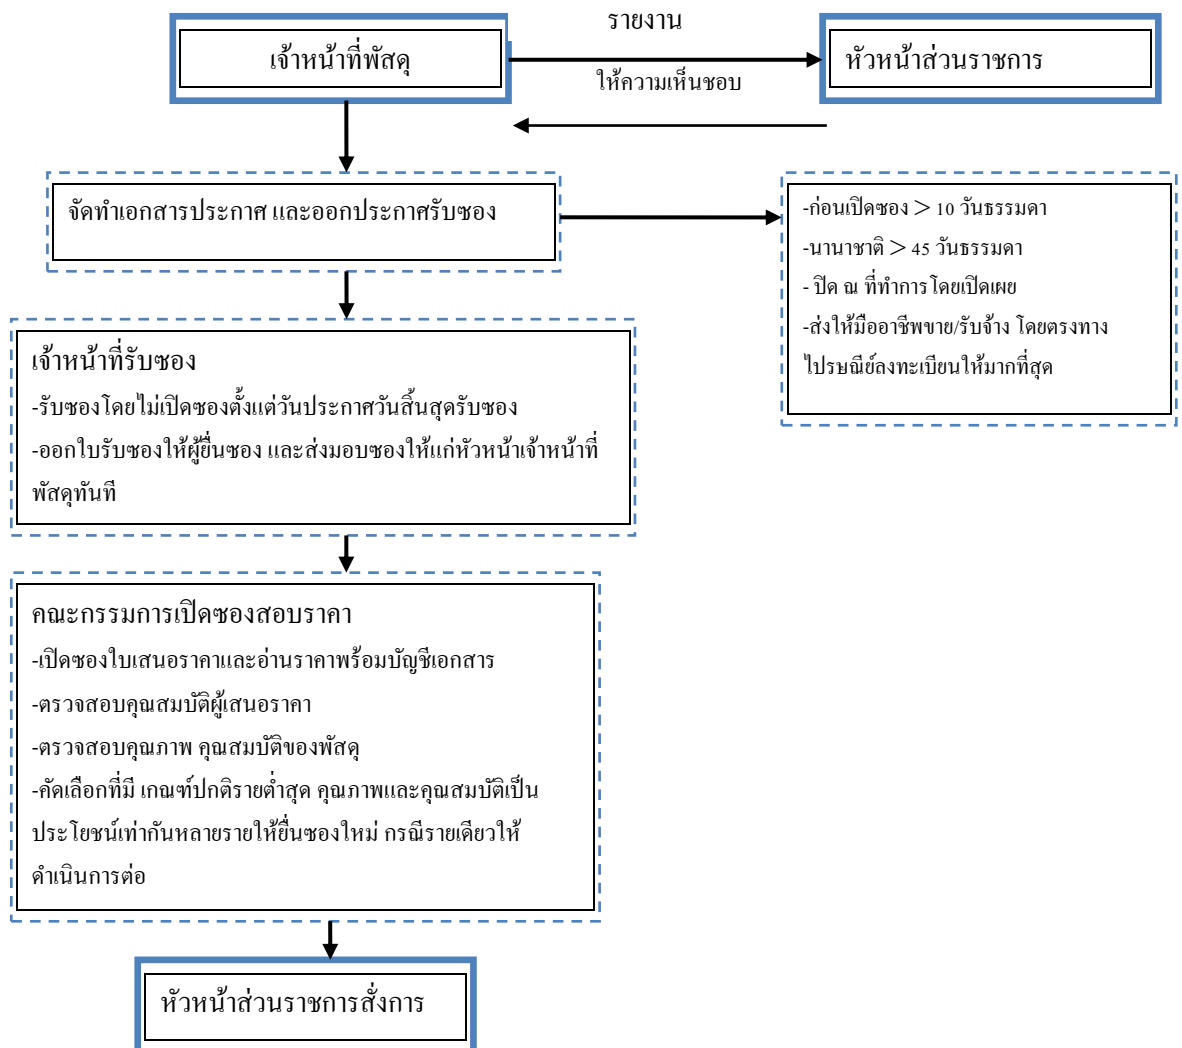 รายงาน
เจ้าหน้าที่พัสดุ
หัวหน้าส่วนราชการ
ให้ความเห็นชอบ
จัดทำเอกสารประกาศ และออกประกาศรับซอง
-ก่อนเปิดซอง > 10 วันธรรมดา
-นานาชาติ > 45 วันธรรมดา
- ปิด ณ ที่ทำการโดยเปิดเผย
-ส่งให้มืออาชีพขาย/รับจ้าง โดยตรงทาง
ไปรษณีย์ลงทะเบียนให้มากที่สุด
เจ้าหน้าที่รับซอง
-รับซองโดยไม่เปิดซองตั้งแต่วันประกาศวันสิ้นสุดรับซอง
-ออกใบรับซองให้ผู้ยื่นซอง และส่งมอบซองให้แก่หัวหน้าเจ้าหน้าที่
พัสดุทันที
คณะกรรมการเปิดซองสอบราคา
-เปิดซองใบเสนอราคาและอ่านราคาพร้อมบัญชีเอกสาร
-ตรวจสอบคุณสมบัติผู้เสนอราคา
-ตรวจสอบคุณภาพ คุณสมบัติของพัสดุ
-คัดเลือกที่มี เกณฑ์ปกติรายต่ำสุด คุณภาพและคุณสมบัติเป็น
ประโยชน์เท่ากันหลายรายให้ยื่นซองใหม่ กรณีรายเดียวให้
ดำเนินการต่อ
หัวหน้าส่วนราชการสั่งการ